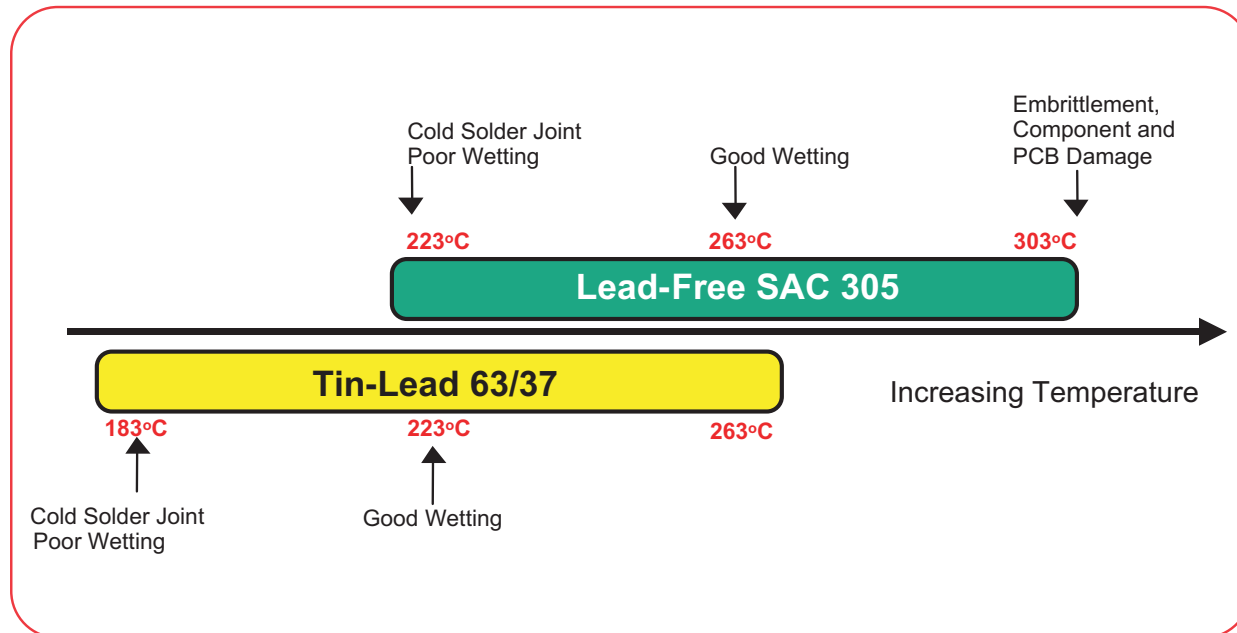 Embrittlement,
Component and
PCB Damage
Cold Solder Joint
Poor Wetting
Good Wetting
223°C
263°C
303°C
Lead-Free SAC 305
Tin-Lead 63/37
Increasing Temperature
183°C
223°C
263°C
Cold Solder Joint
Poor Wetting
Good Wetting